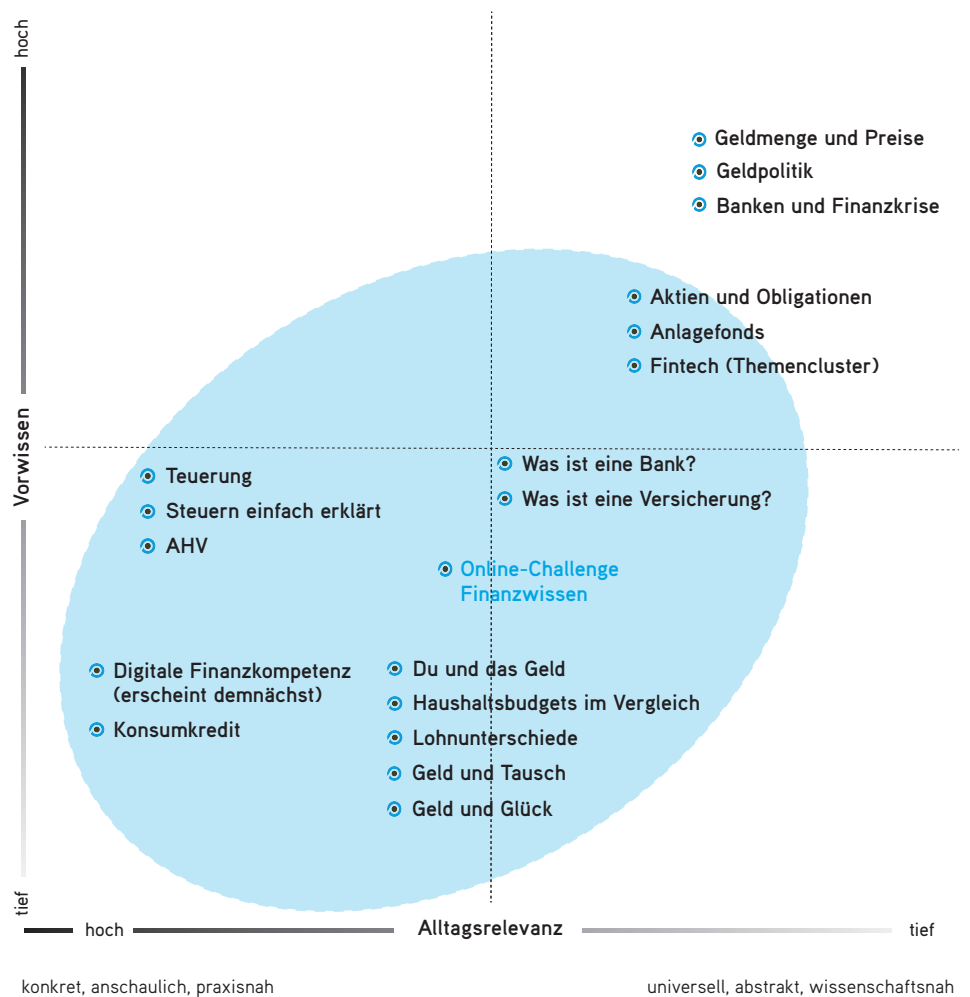 hoch
Geldmenge und Preise
Geldpolitik
Banken und Finanzkrise
Aktien und Obligationen
Anlagefonds
Fintech (Themencluster)
Vorwissen
Was ist eine Bank?
Was ist eine Versicherung?
Teuerung
Steuern einfach erklärt
AHV
Online-Challenge
Finanzwissen
Digitale Finanzkompetenz
(erscheint demnächst)
Konsumkredit
Du und das Geld
Haushaltsbudgets im Vergleich
Lohnunterschiede
Geld und Tausch
Geld und Glück
tief
hoch
Alltagsrelevanz
tief
konkret, anschaulich, praxisnah
universell, abstrakt, wissenschaftsnah